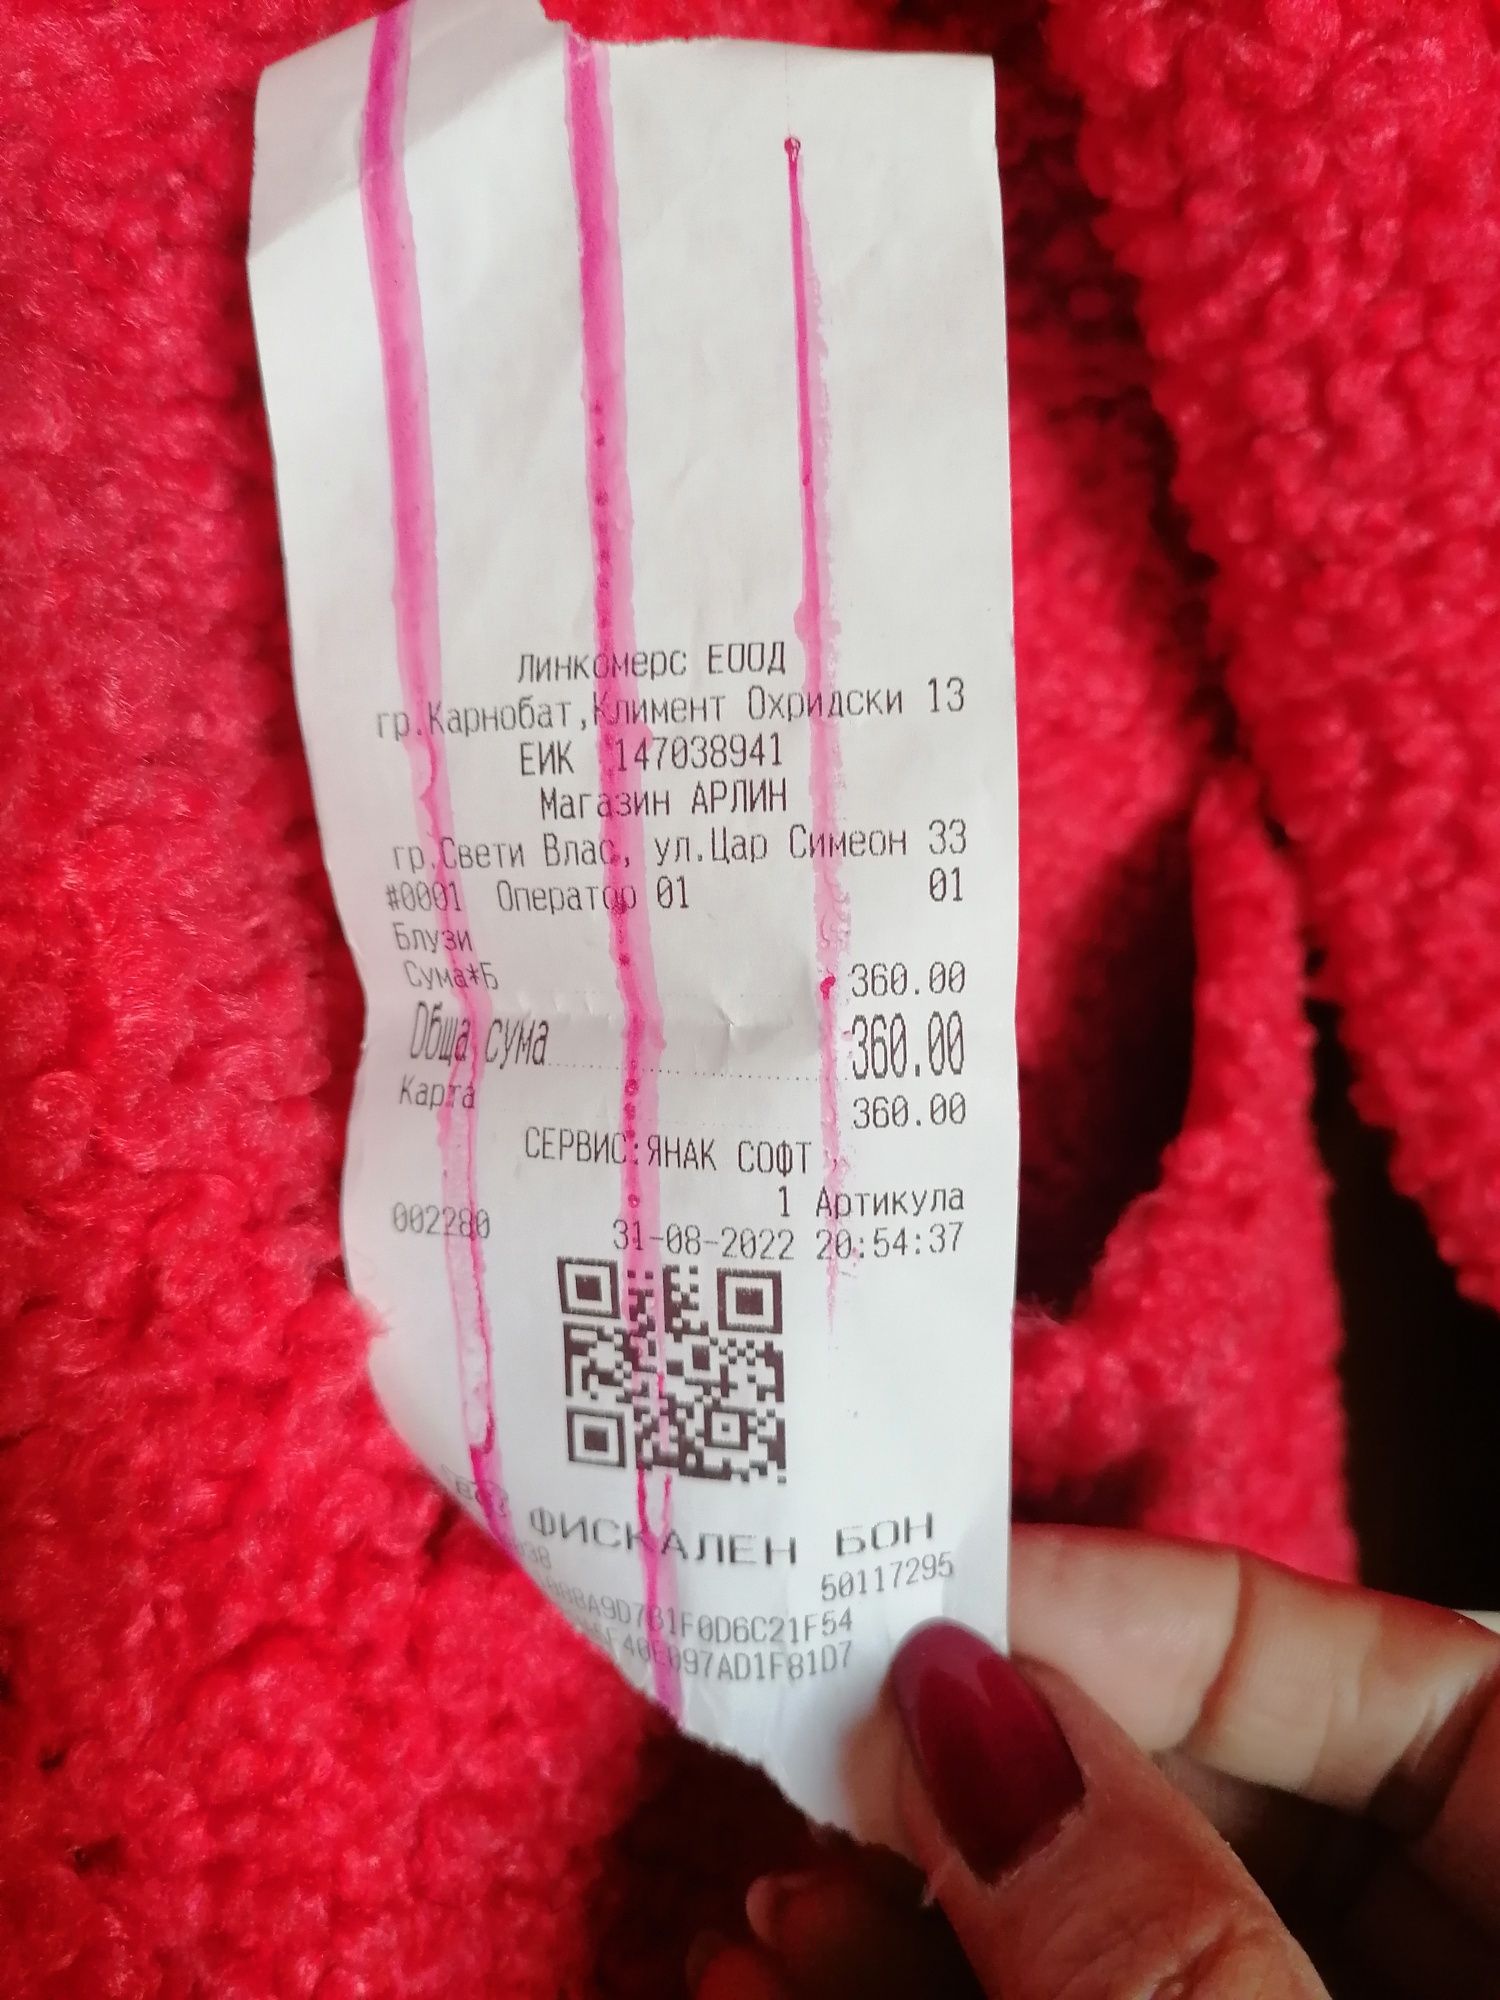 ЛИНКОМЕРС ЕООД
гр.Карнобат,Климент Охридски 13
ЕИК 147038941
Магазин АРЛИН
гр.Свети Влас, ул.Цар Симеон 33
#0001 Оператор 01 01
Блузи
Сума*Б 360.00
Обща сума 360.00
Карта 360.00
СЕРВИС:ЯНАК СОФТ
1 Артикула
002280 31-08-2022 20:54:37
ФИСКАЛЕН БОН
50117295